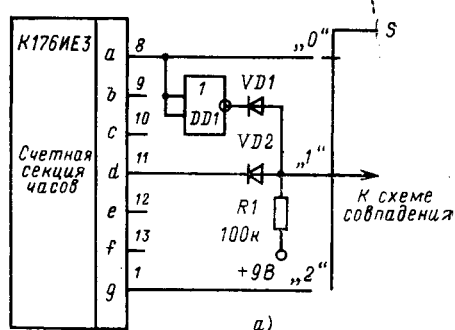 S
К176ИЕ3
Счетная
секция
часов
a 8
b 9
c 10
d 11
e 12
f 13
g 1
1
DD1
VD1
VD2
R1
100к
+9В
„0“
„1“
„2“
К схеме
совпадения
а)